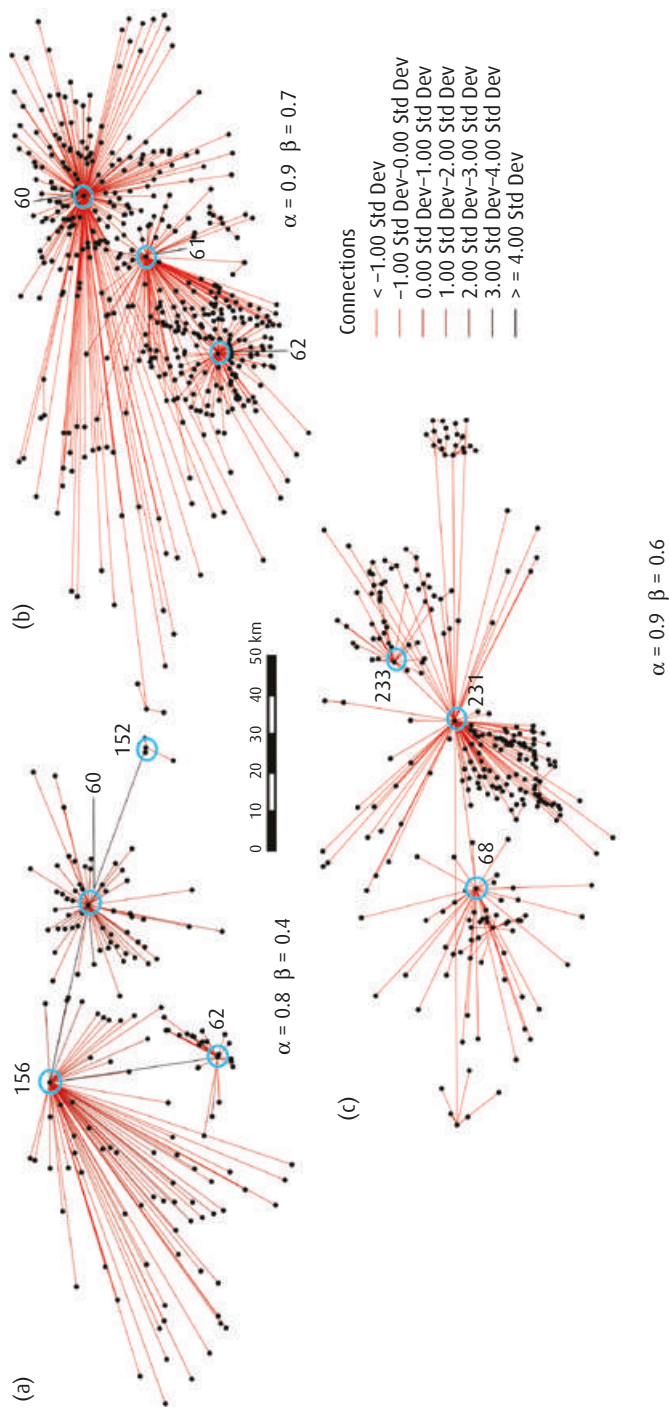 (a)
156
60
152
62
α = 0.8 β = 0.4
0 10 20 30 40 50 km
(b)
60
61
62
α = 0.9 β = 0.7
(c)
233
231
68
α = 0.9 β = 0.6
Connections
< −1.00 Std Dev
−1.00 Std Dev–0.00 Std Dev
0.00 Std Dev–1.00 Std Dev
1.00 Std Dev–2.00 Std Dev
2.00 Std Dev–3.00 Std Dev
3.00 Std Dev–4.00 Std Dev
> = 4.00 Std Dev